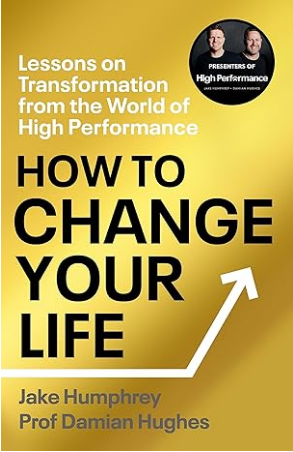 Lessons on
Transformation
from the World of
High Performance
PRESENTERS OF
High Performance
JAKE HUMPHREY • DAMIAN HUGHES
HOW TO
CHANGE
YOUR
LIFE
Jake Humphrey
Prof Damian Hughes